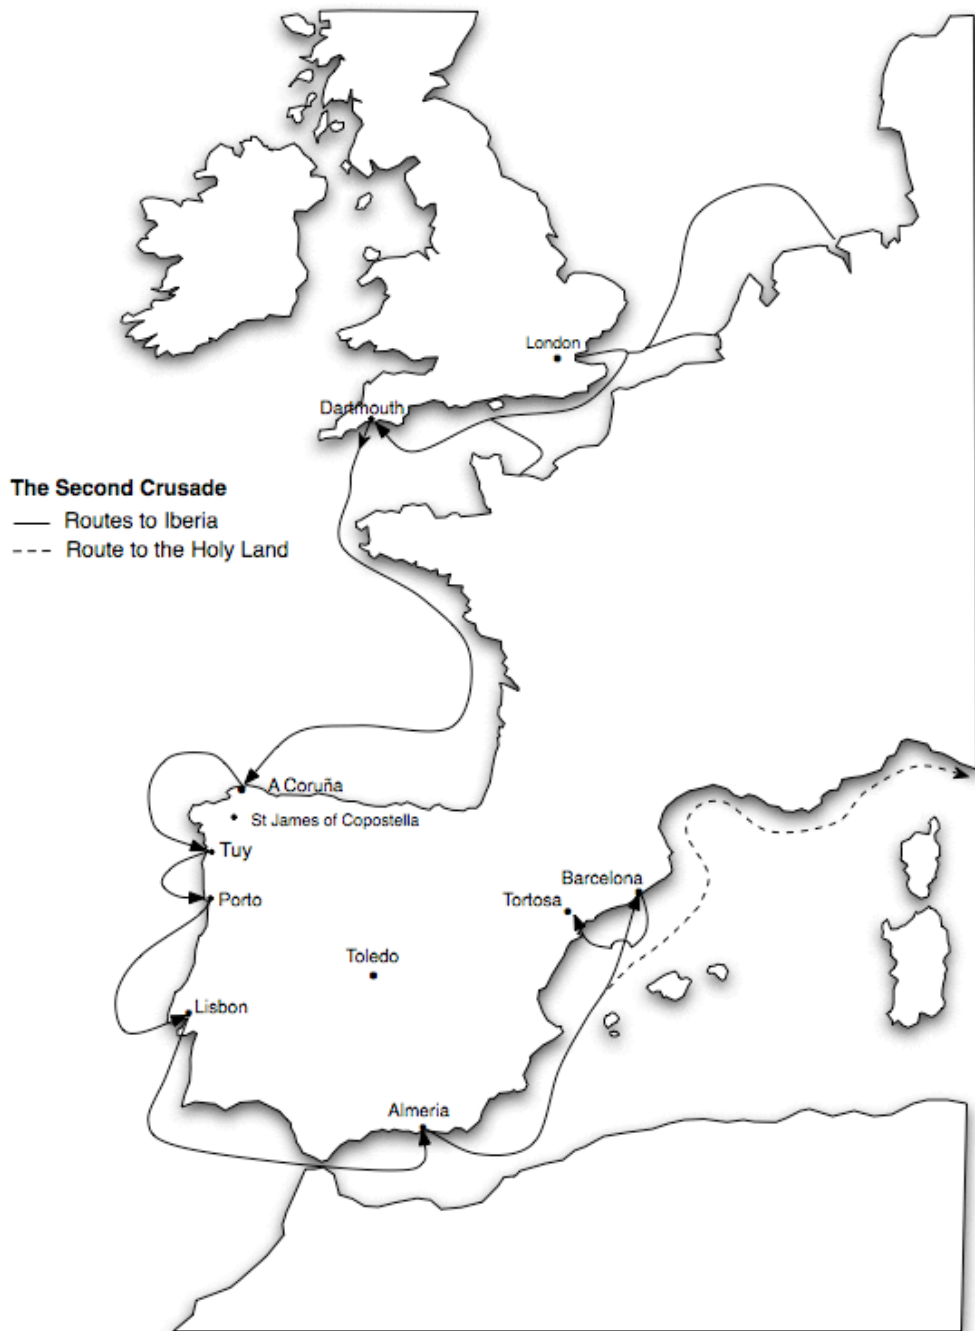 London
Dartmouth
The Second Crusade
Routes to Iberia
Route to the Holy Land
A Coruña
St James of Copostella
Tuy
Barcelona
Tortosa
Porto
Toledo
Lisbon
Almeria